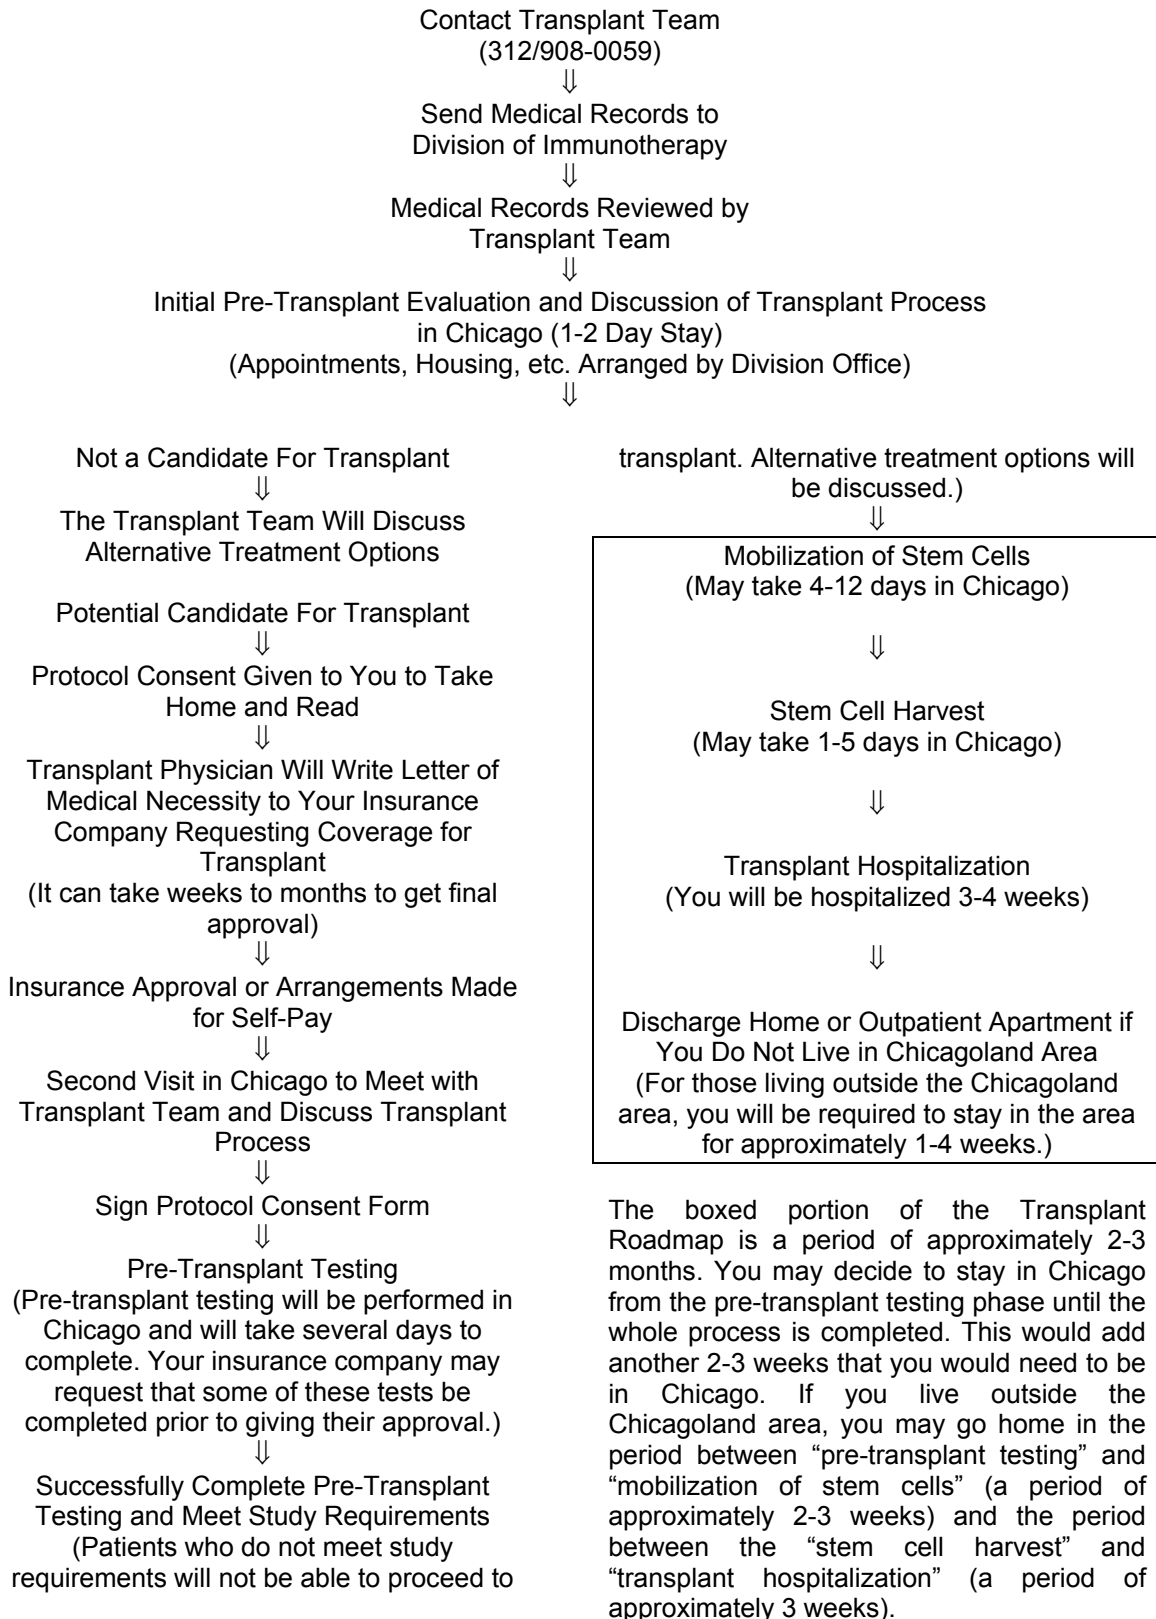 Contact Transplant Team
(312/908-0059)
⇓
Send Medical Records to
Division of Immunotherapy
⇓
Medical Records Reviewed by
Transplant Team
⇓
Initial Pre-Transplant Evaluation and Discussion of Transplant Process
in Chicago (1-2 Day Stay)
(Appointments, Housing, etc. Arranged by Division Office)
⇓
Not a Candidate For Transplant
⇓
The Transplant Team Will Discuss
Alternative Treatment Options
Potential Candidate For Transplant
⇓
Protocol Consent Given to You to Take
Home and Read
⇓
Transplant Physician Will Write Letter of
Medical Necessity to Your Insurance
Company Requesting Coverage for
Transplant
(It can take weeks to months to get final
approval)
⇓
Insurance Approval or Arrangements Made
for Self-Pay
⇓
Second Visit in Chicago to Meet with
Transplant Team and Discuss Transplant
Process
⇓
Sign Protocol Consent Form
⇓
Pre-Transplant Testing
(Pre-transplant testing will be performed in
Chicago and will take several days to
complete. Your insurance company may
request that some of these tests be
completed prior to giving their approval.)
⇓
Successfully Complete Pre-Transplant
Testing and Meet Study Requirements
(Patients who do not meet study
requirements will not be able to proceed to
transplant. Alternative treatment options will
be discussed.)
⇓
Mobilization of Stem Cells
(May take 4-12 days in Chicago)
⇓
Stem Cell Harvest
(May take 1-5 days in Chicago)
⇓
Transplant Hospitalization
(You will be hospitalized 3-4 weeks)
⇓
Discharge Home or Outpatient Apartment if
You Do Not Live in Chicagoland Area
(For those living outside the Chicagoland
area, you will be required to stay in the area
for approximately 1-4 weeks.)
The boxed portion of the Transplant
Roadmap is a period of approximately 2-3
months. You may decide to stay in Chicago
from the pre-transplant testing phase until the
whole process is completed. This would add
another 2-3 weeks that you would need to be
in Chicago. If you live outside the
Chicagoland area, you may go home in the
period between “pre-transplant testing” and
“mobilization of stem cells” (a period of
approximately 2-3 weeks) and the period
between the “stem cell harvest” and
“transplant hospitalization” (a period of
approximately 3 weeks).